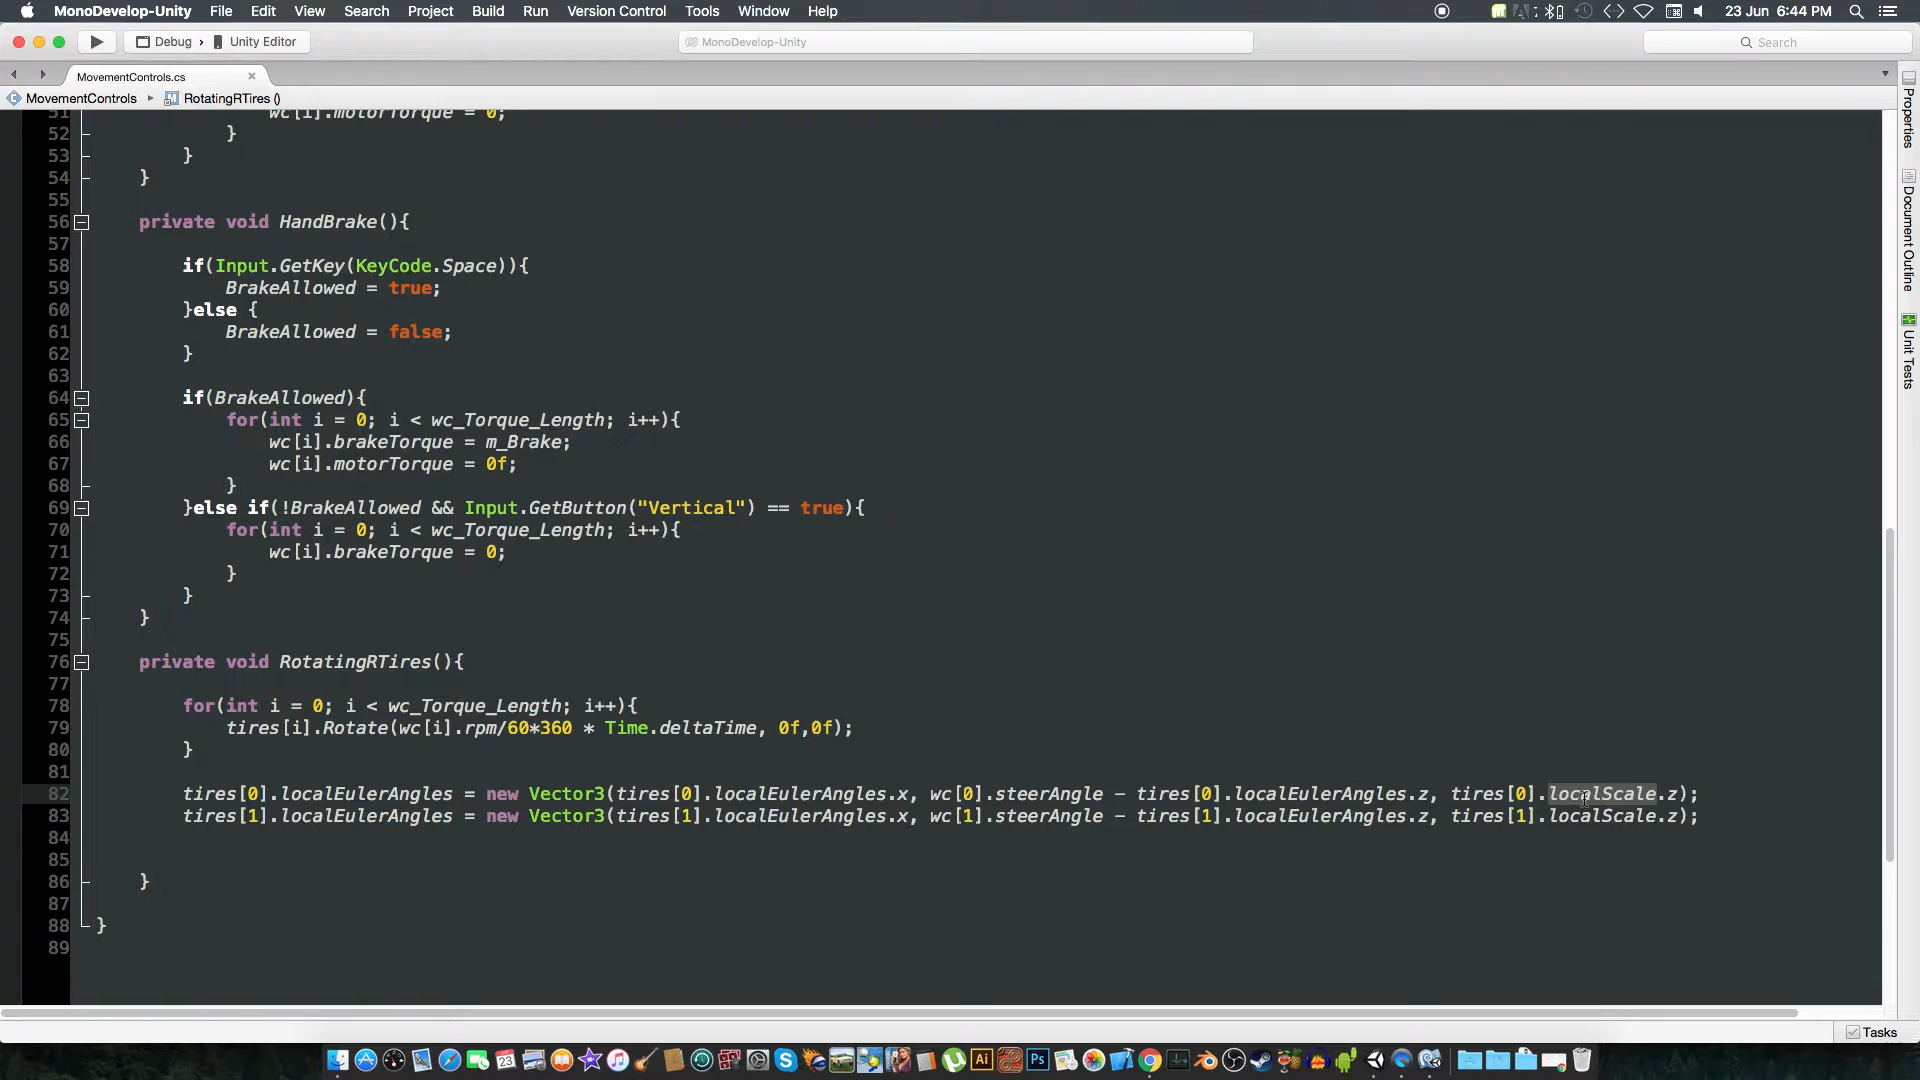 MonoDevelop-Unity File Edit View Search Project Build Run Version Control Tools Window Help 23 Jun 6:44 PM
Debug › Unity Editor MonoDevelop-Unity Search
MovementControls.cs
MovementControls RotatingRTires ()
51 wc[i].motorTorque = 0;
52 }
53 }
54 }
55
56 private void HandBrake(){
57
58 if(Input.GetKey(KeyCode.Space)){
59 BrakeAllowed = true;
60 }else {
61 BrakeAllowed = false;
62 }
63
64 if(BrakeAllowed){
65 for(int i = 0; i < wc_Torque_Length; i++){
66 wc[i].brakeTorque = m_Brake;
67 wc[i].motorTorque = 0f;
68 }
69 }else if(!BrakeAllowed && Input.GetButton("Vertical") == true){
70 for(int i = 0; i < wc_Torque_Length; i++){
71 wc[i].brakeTorque = 0;
72 }
73 }
74 }
75
76 private void RotatingRTires(){
77
78 for(int i = 0; i < wc_Torque_Length; i++){
79 tires[i].Rotate(wc[i].rpm/60*360 * Time.deltaTime, 0f,0f);
80 }
81
82 tires[0].localEulerAngles = new Vector3(tires[0].localEulerAngles.x, wc[0].steerAngle - tires[0].localEulerAngles.z, tires[0].localScale.z);
83 tires[1].localEulerAngles = new Vector3(tires[1].localEulerAngles.x, wc[1].steerAngle - tires[1].localEulerAngles.z, tires[1].localScale.z);
84
85
86 }
87
88 }
89
Properties
Document Outline
Unit Tests
Tasks
23
Ai
Ps